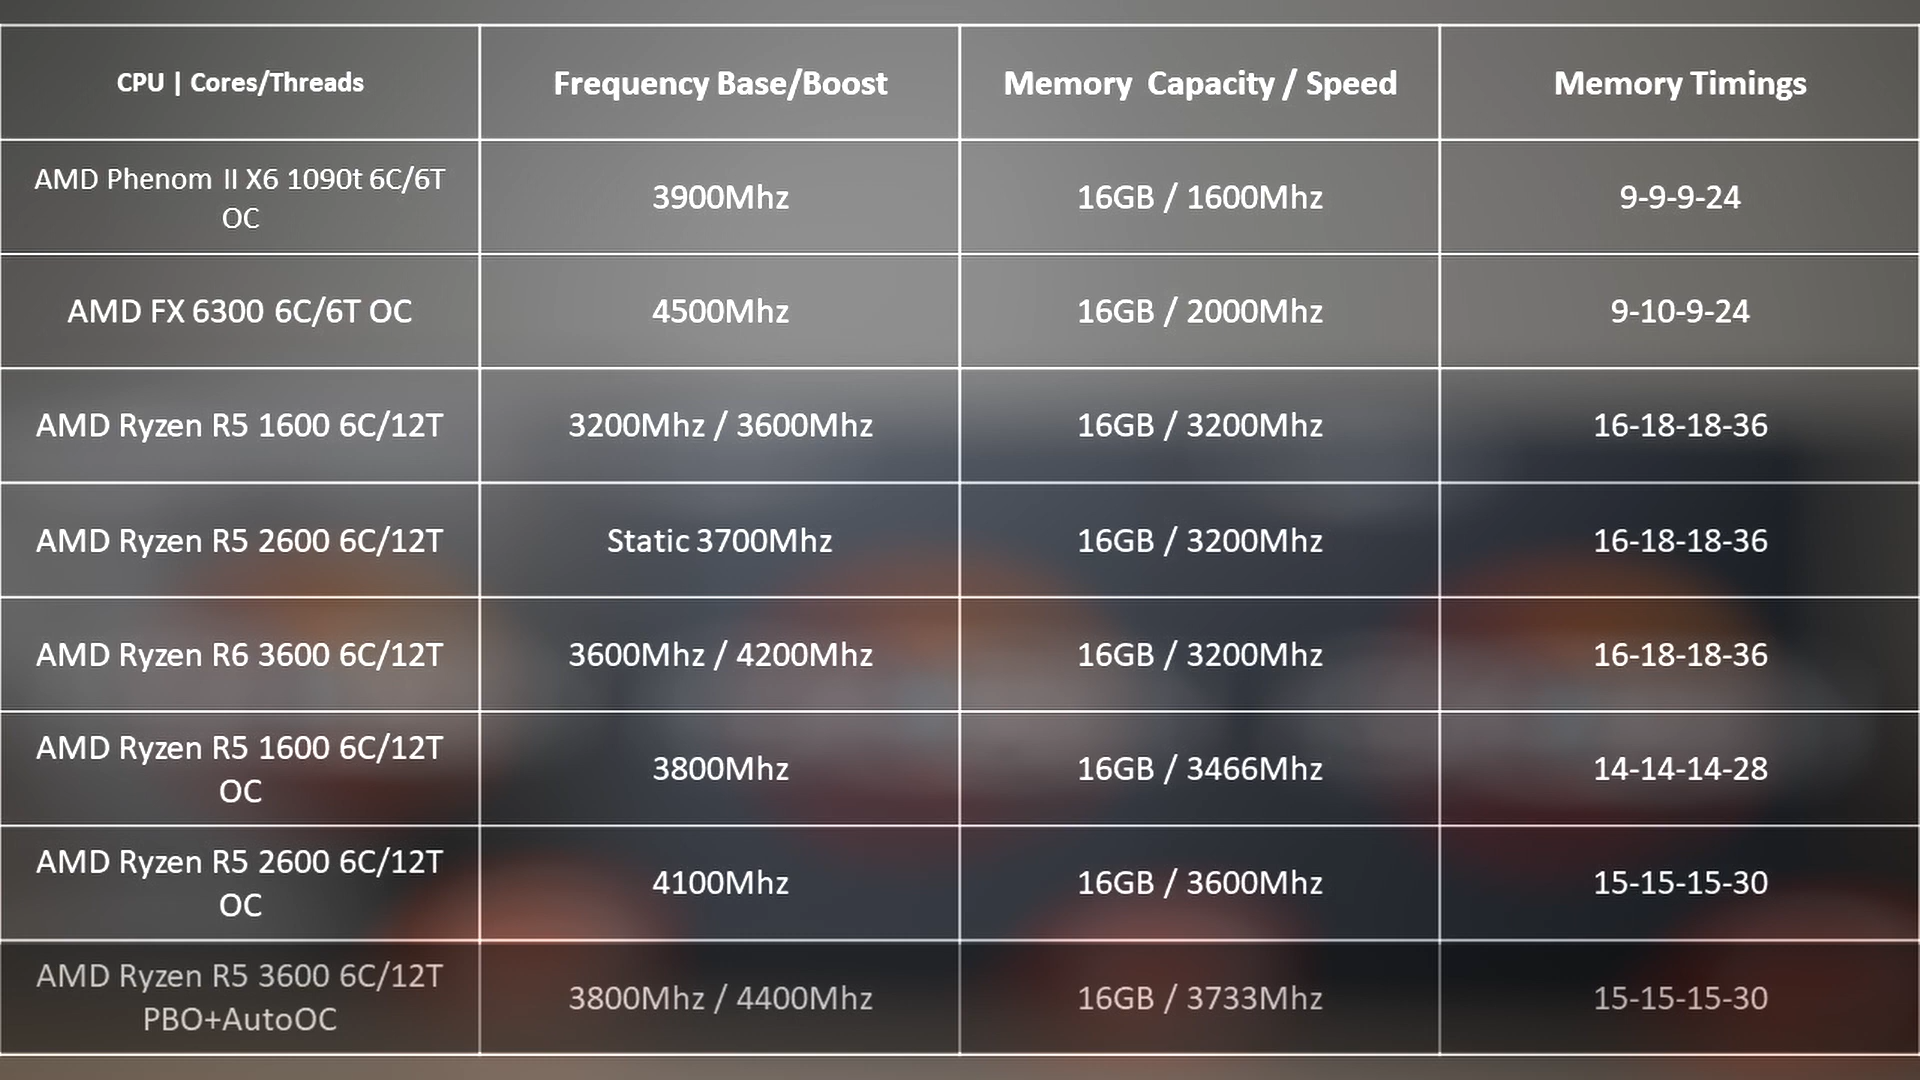 CPU | Cores/Threads
Frequency Base/Boost
Memory Capacity / Speed
Memory Timings
AMD Phenom II X6 1090t 6C/6T
OC
3900Mhz
16GB / 1600Mhz
9-9-9-24
AMD FX 6300 6C/6T OC
4500Mhz
16GB / 2000Mhz
9-10-9-24
AMD Ryzen R5 1600 6C/12T
3200Mhz / 3600Mhz
16GB / 3200Mhz
16-18-18-36
AMD Ryzen R5 2600 6C/12T
Static 3700Mhz
16GB / 3200Mhz
16-18-18-36
AMD Ryzen R6 3600 6C/12T
3600Mhz / 4200Mhz
16GB / 3200Mhz
16-18-18-36
AMD Ryzen R5 1600 6C/12T
OC
3800Mhz
16GB / 3466Mhz
14-14-14-28
AMD Ryzen R5 2600 6C/12T
OC
4100Mhz
16GB / 3600Mhz
15-15-15-30
AMD Ryzen R5 3600 6C/12T
PBO+AutoOC
3800Mhz / 4400Mhz
16GB / 3733Mhz
15-15-15-30